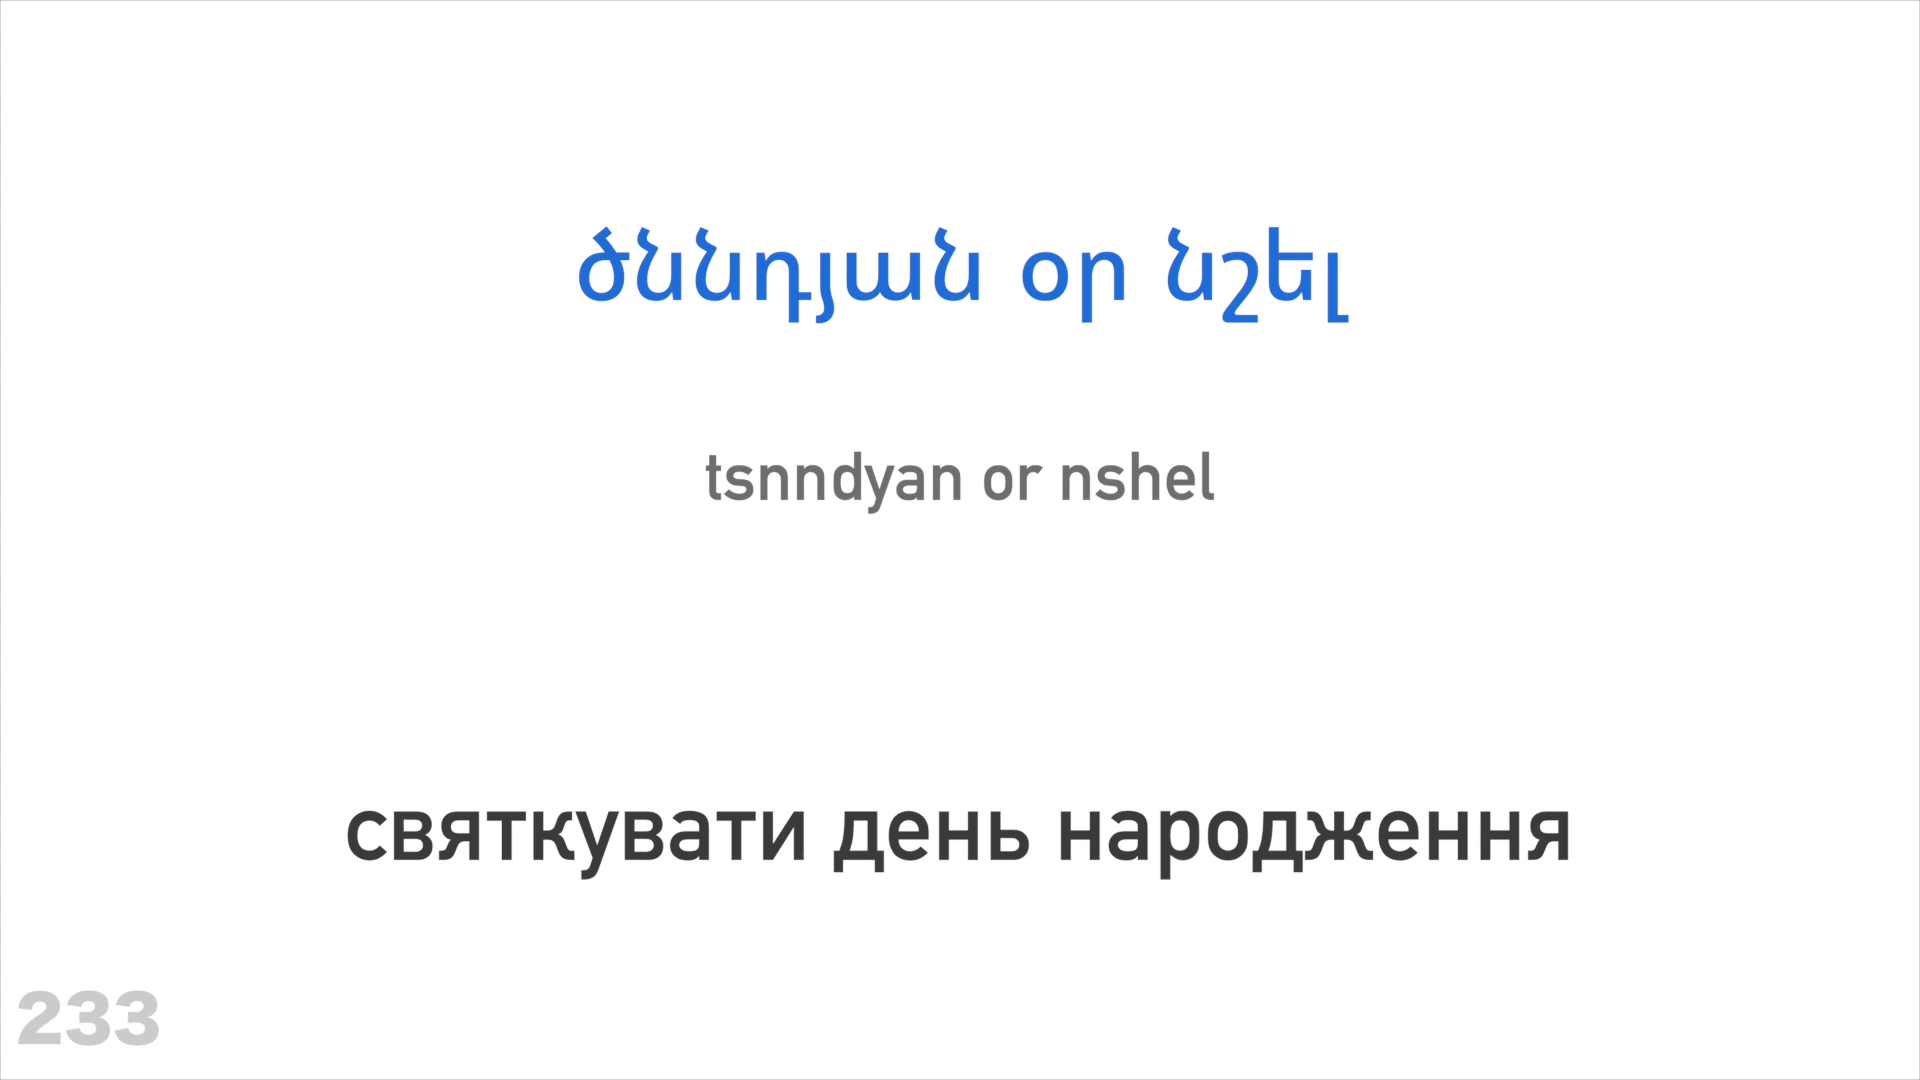 ծննդյան օր նշել
tsnndyan or nshel
святкувати день народження
233